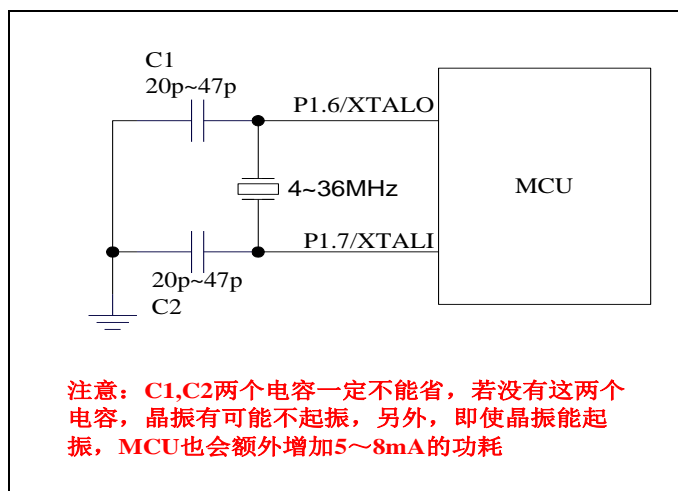 C1
20p~47p
P1.6/XTALO
4~36MHz
MCU
P1.7/XTALI
20p~47p
C2
注意：C1,C2两个电容一定不能省，若没有这两个
电容，晶振有可能不起振，另外，即使晶振能起
振，MCU也会额外增加5～8mA的功耗